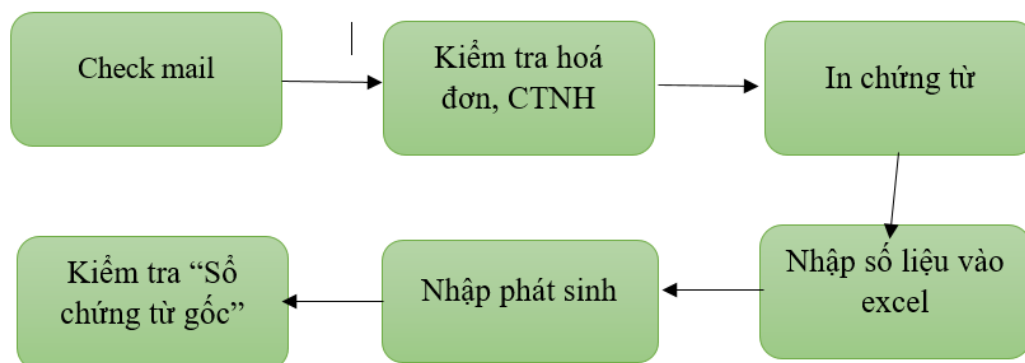 Check mail
Kiểm tra hoá
đơn, CTNH
In chứng từ
Nhập số liệu vào
excel
Nhập phát sinh
Kiểm tra “Sổ
chứng từ gốc”